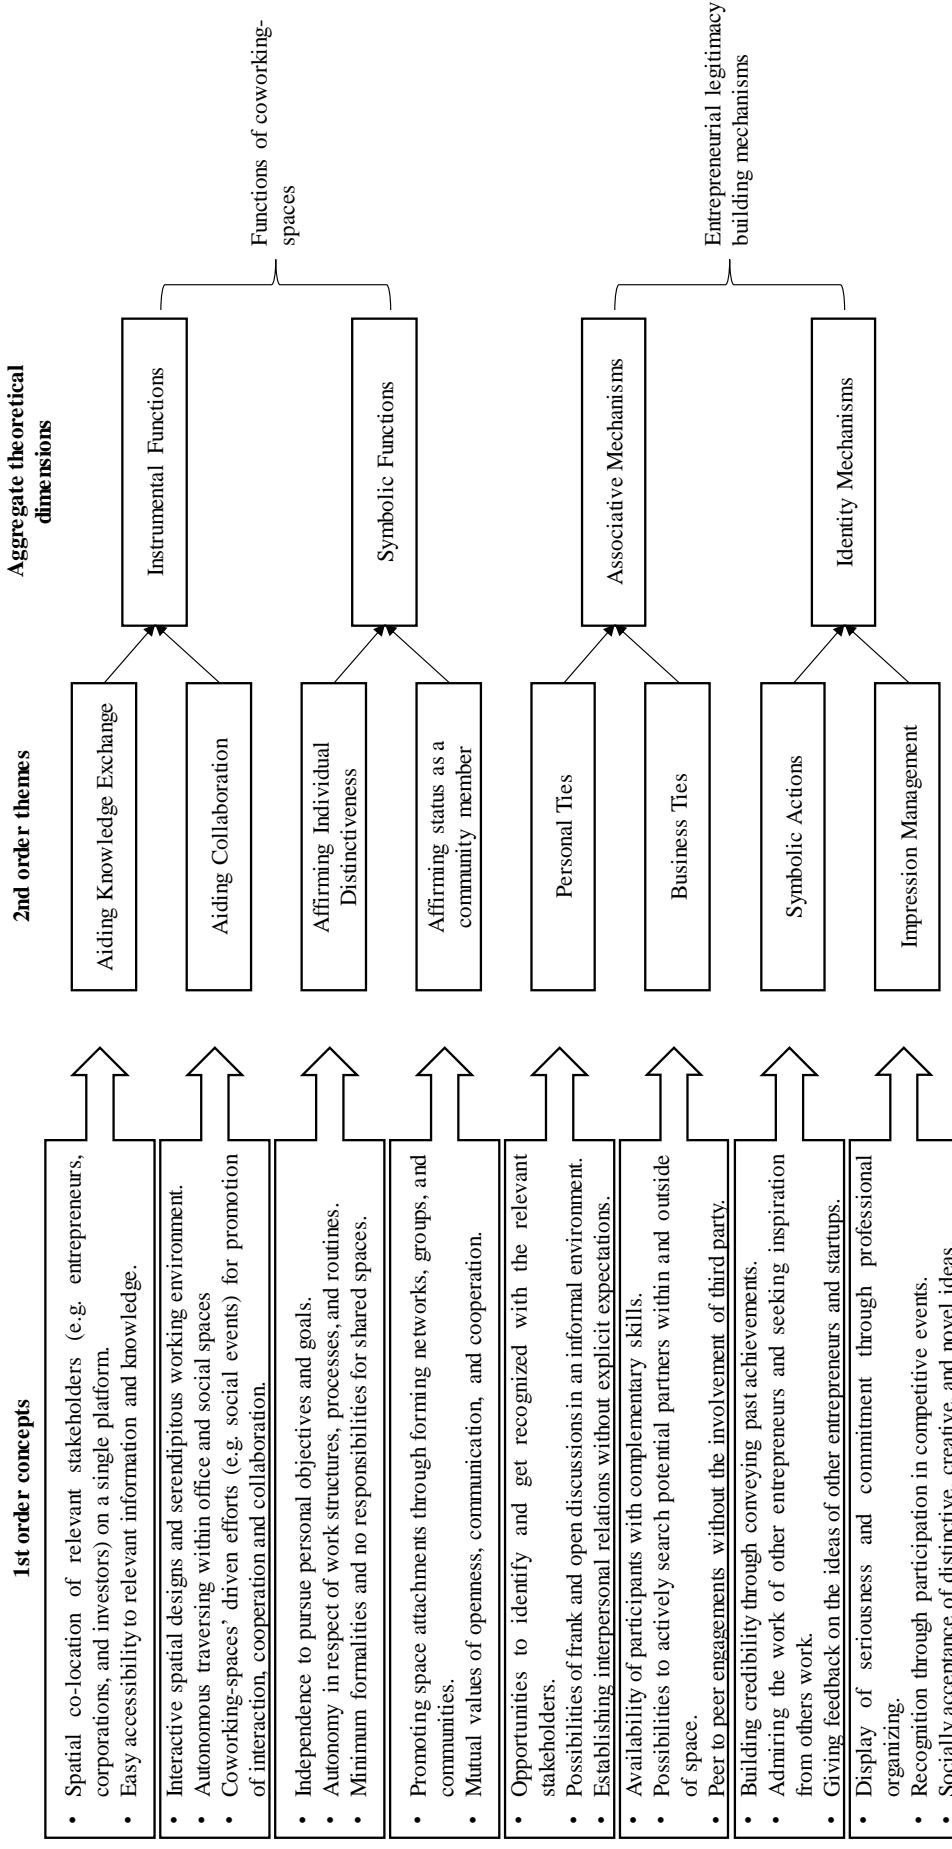 1st order concepts
2nd order themes
Aggregate theoretical
dimensions
• Spatial co-location of relevant stakeholders (e.g. entrepreneurs,
corporations, and investors) on a single platform.
• Easy accessibility to relevant information and knowledge.
Aiding Knowledge Exchange
• Interactive spatial designs and serendipitous working environment.
• Autonomous traversing within office and social spaces
• Coworking-spaces’ driven efforts (e.g. social events) for promotion
of interaction, cooperation and collaboration.
Aiding Collaboration
Instrumental Functions
• Independence to pursue personal objectives and goals.
• Autonomy in respect of work structures, processes, and routines.
• Minimum formalities and no responsibilities for shared spaces.
Affirming Individual
Distinctiveness
• Promoting space attachments through forming networks, groups, and
communities.
• Mutual values of openness, communication, and cooperation.
Affirming status as a
community member
Symbolic Functions
Functions of coworking-
spaces
• Opportunities to identify and get recognized with the relevant
stakeholders.
• Possibilities of frank and open discussions in an informal environment.
• Establishing interpersonal relations without explicit expectations.
Personal Ties
• Availability of participants with complementary skills.
• Possibilities to actively search potential partners within and outside
of space.
• Peer to peer engagements without the involvement of third party.
Business Ties
Associative Mechanisms
• Building credibility through conveying past achievements.
• Admiring the work of other entrepreneurs and seeking inspiration
from others work.
• Giving feedback on the ideas of other entrepreneurs and startups.
Symbolic Actions
• Display of seriousness and commitment through professional
organizing.
• Recognition through participation in competitive events.
• Socially acceptance of distinctive, creative, and novel ideas.
Impression Management
Identity Mechanisms
Entrepreneurial legitimacy
building mechanisms